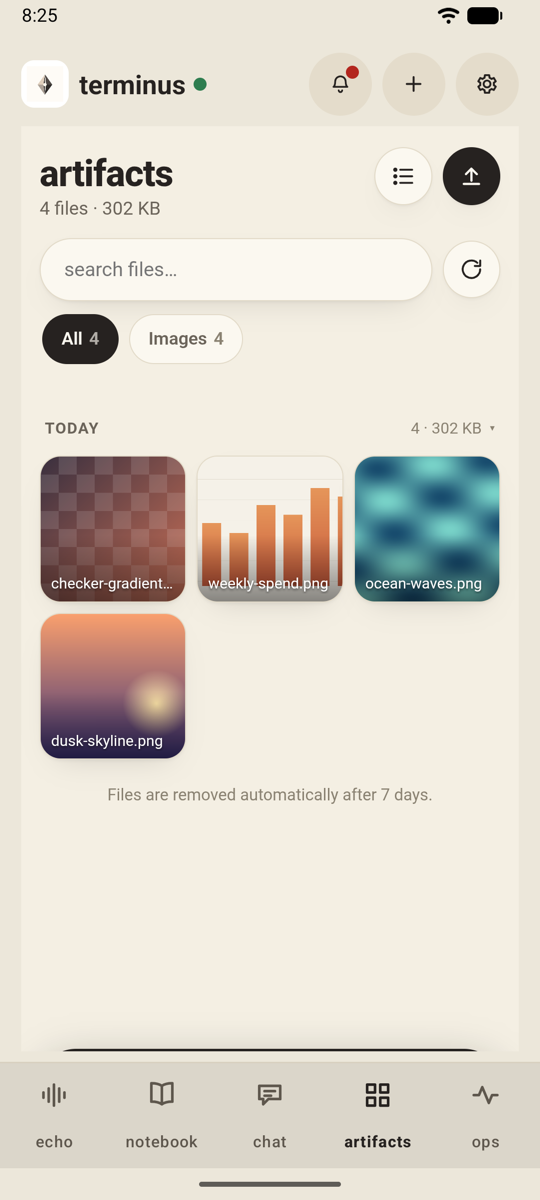 8:25
terminus
artifacts
4 files · 302 KB
search files…
All 4
Images 4
TODAY
4 · 302 KB ▾
checker-gradient…
weekly-spend.png
ocean-waves.png
dusk-skyline.png
Files are removed automatically after 7 days.
echo
notebook
chat
artifacts
ops